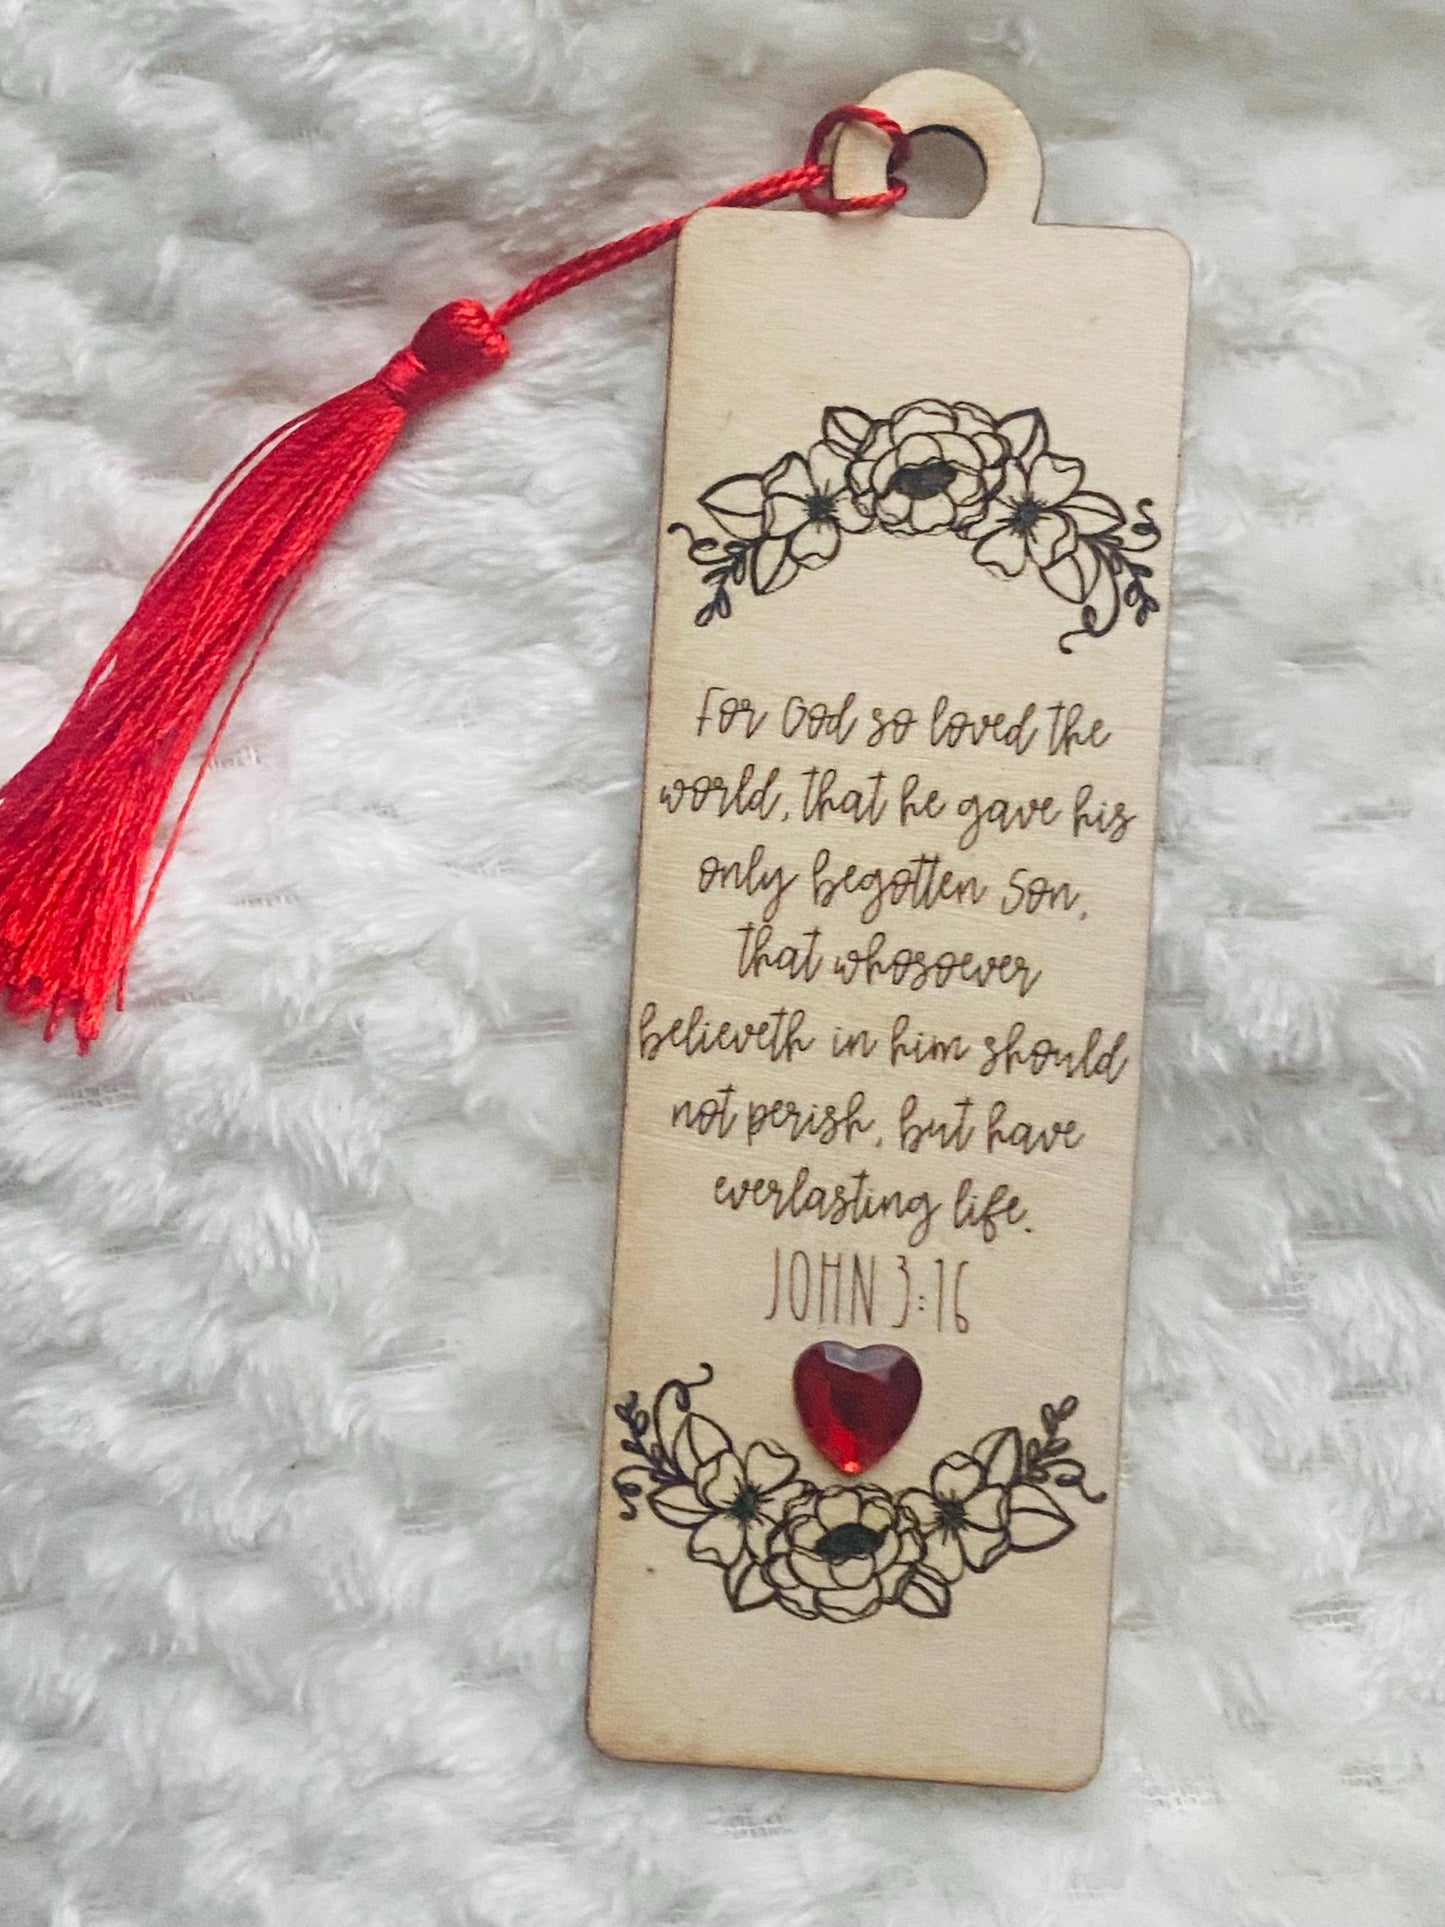 For God so loved the
world, that he gave his
only begotten Son,
that whosoever
believeth in him should
not perish, but have
everlasting life.
JOHN 3:16